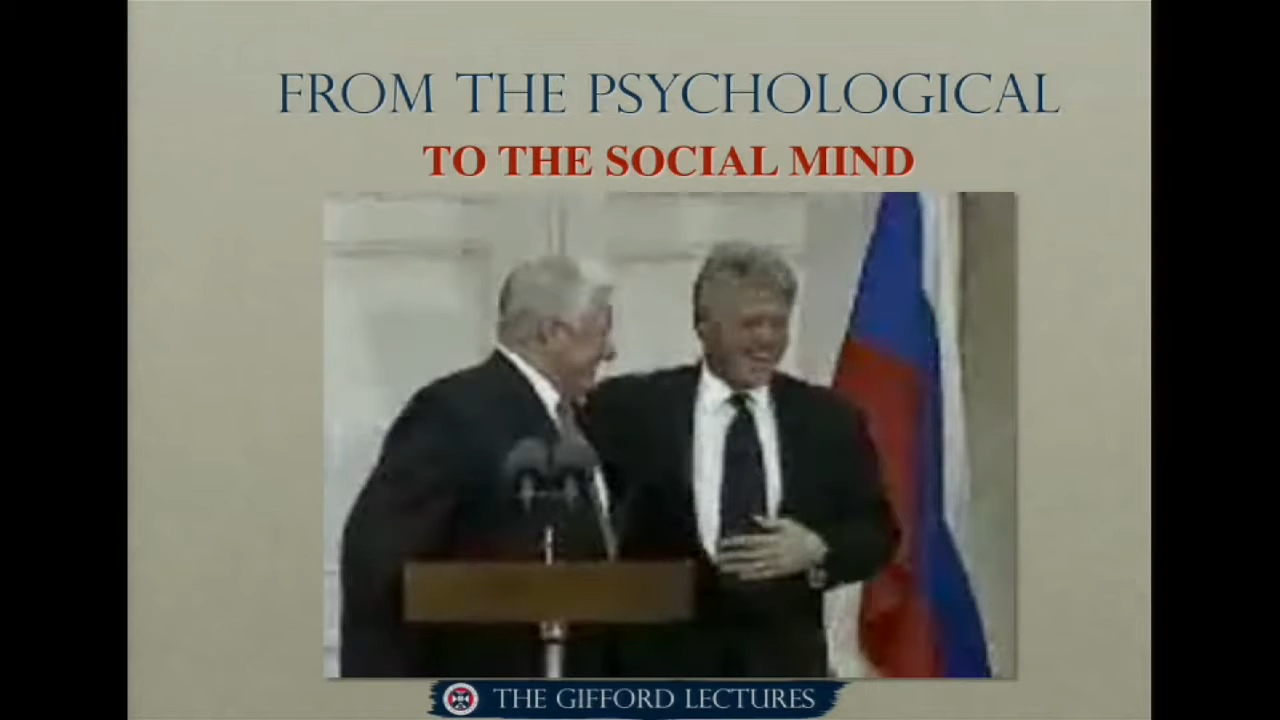 FROM THE PSYCHOLOGICAL
TO THE SOCIAL MIND
THE GIFFORD LECTURES